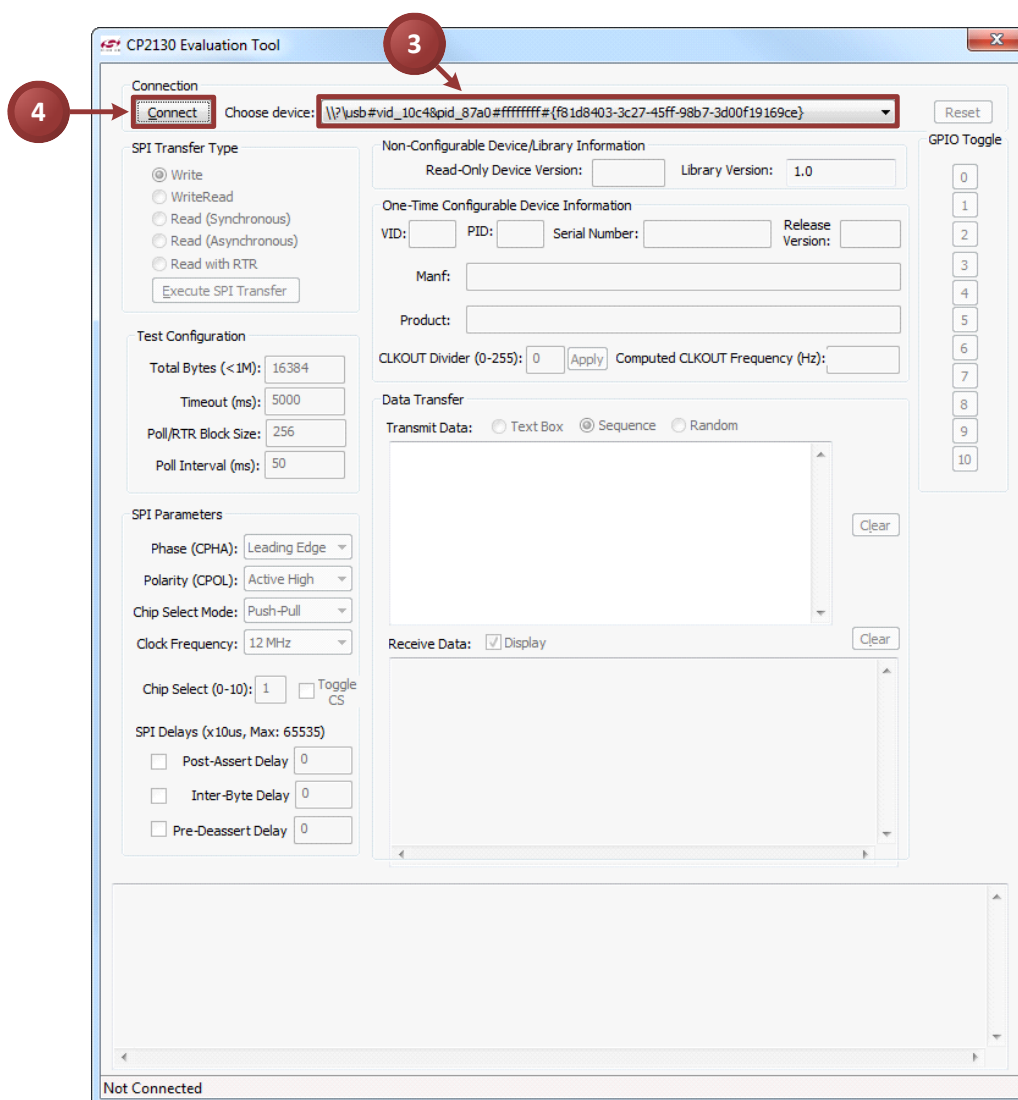 CP2130 Evaluation Tool
3
4
Connection
Connect Choose device: \\?\usb#vid_10c4&pid_87a0#ffffffff#{f81d8403-3c27-45ff-98b7-3d00f19169ce} Reset
SPI Transfer Type
Write
WriteRead
Read (Synchronous)
Read (Asynchronous)
Read with RTR
Execute SPI Transfer
Non-Configurable Device/Library Information
Read-Only Device Version: Library Version: 1.0
One-Time Configurable Device Information
VID: PID: Serial Number: Release
Version:
Manf:
Product:
CLKOUT Divider (0-255): 0 Apply Computed CLKOUT Frequency (Hz):
GPIO Toggle
0
1
2
3
4
5
6
7
8
9
10
Test Configuration
Total Bytes (<1M): 16384
Timeout (ms): 5000
Poll/RTR Block Size: 256
Poll Interval (ms): 50
Data Transfer
Transmit Data: Text Box Sequence Random
Clear
Receive Data: Display Clear
SPI Parameters
Phase (CPHA): Leading Edge
Polarity (CPOL): Active High
Chip Select Mode: Push-Pull
Clock Frequency: 12 MHz
Chip Select (0-10): 1 Toggle
CS
SPI Delays (x10us, Max: 65535)
Post-Assert Delay 0
Inter-Byte Delay 0
Pre-Deassert Delay 0
Not Connected